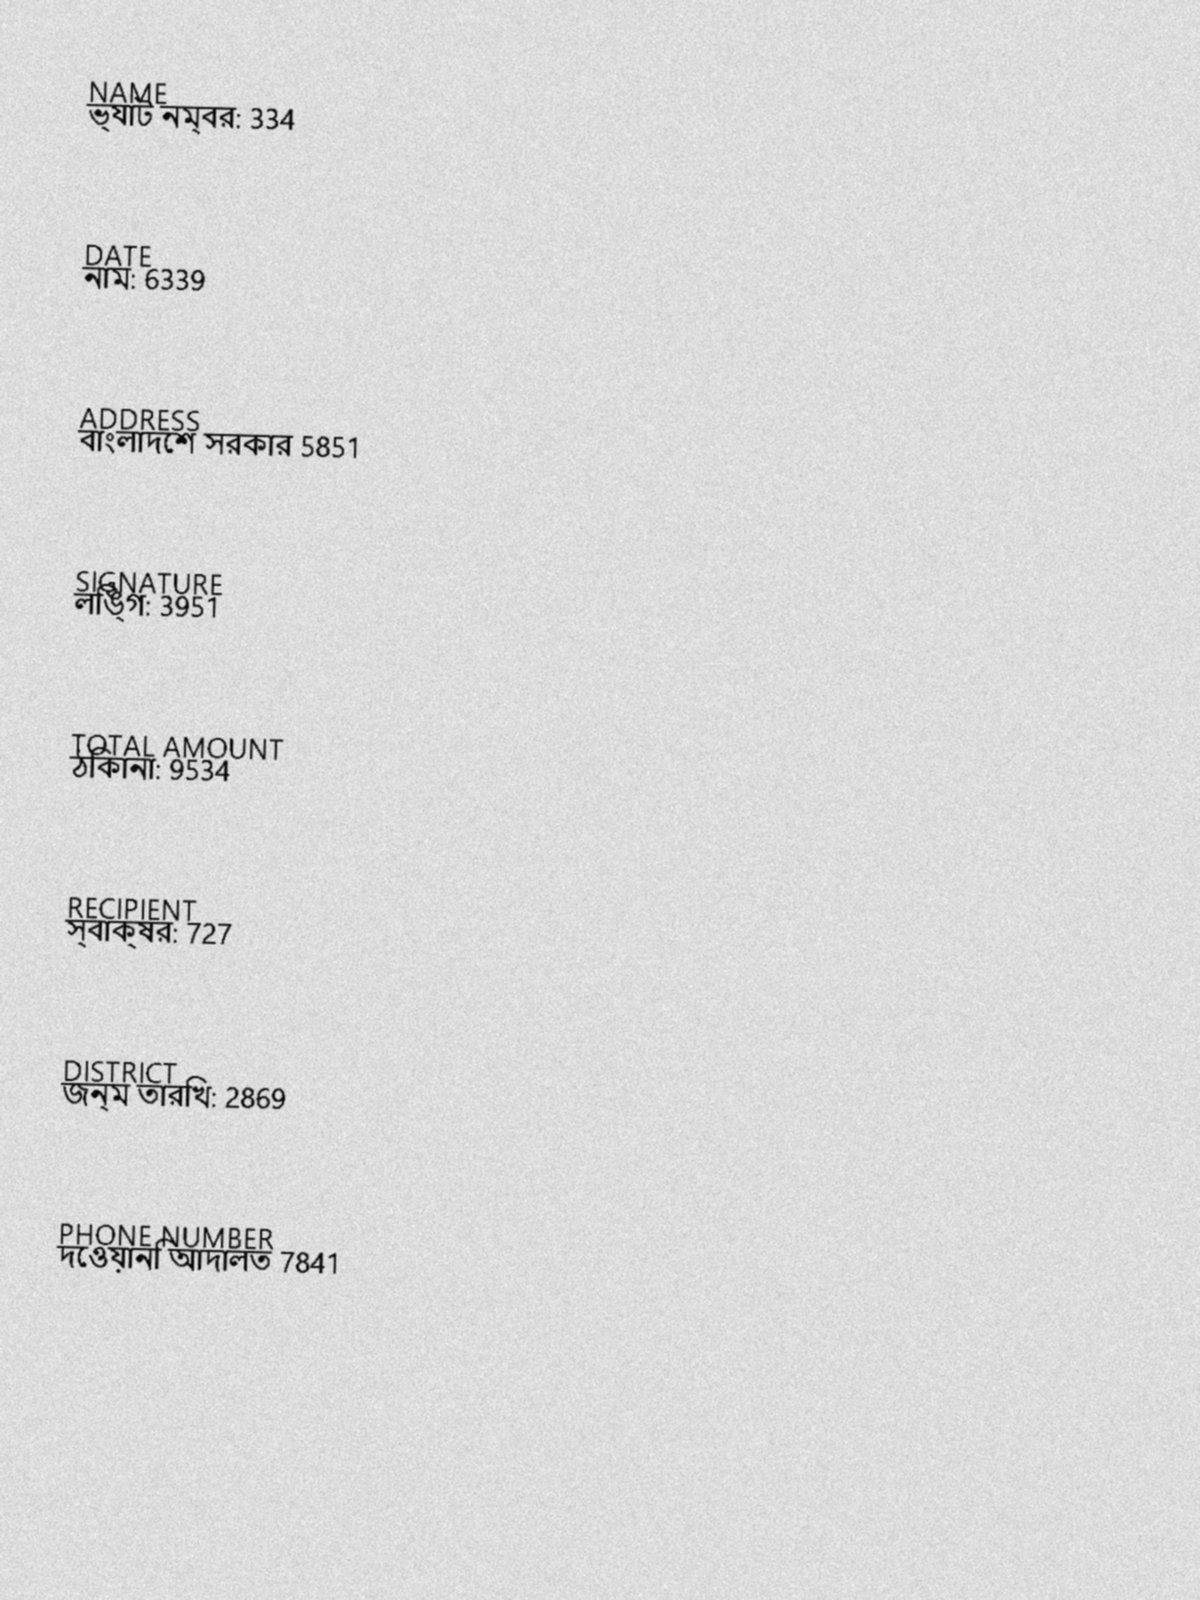 NAME
ভ্যাট নম্বর: 334
DATE
নাম: 6339
ADDRESS
বাংলাদেশ সরকার 5851
SIGNATURE
লিঙ্গ: 3951
TOTAL AMOUNT
ঠিকানা: 9534
RECIPIENT
স্বাক্ষর: 727
DISTRICT
জন্ম তারিখ: 2869
PHONE NUMBER
দেওয়ানি আদালত 7841